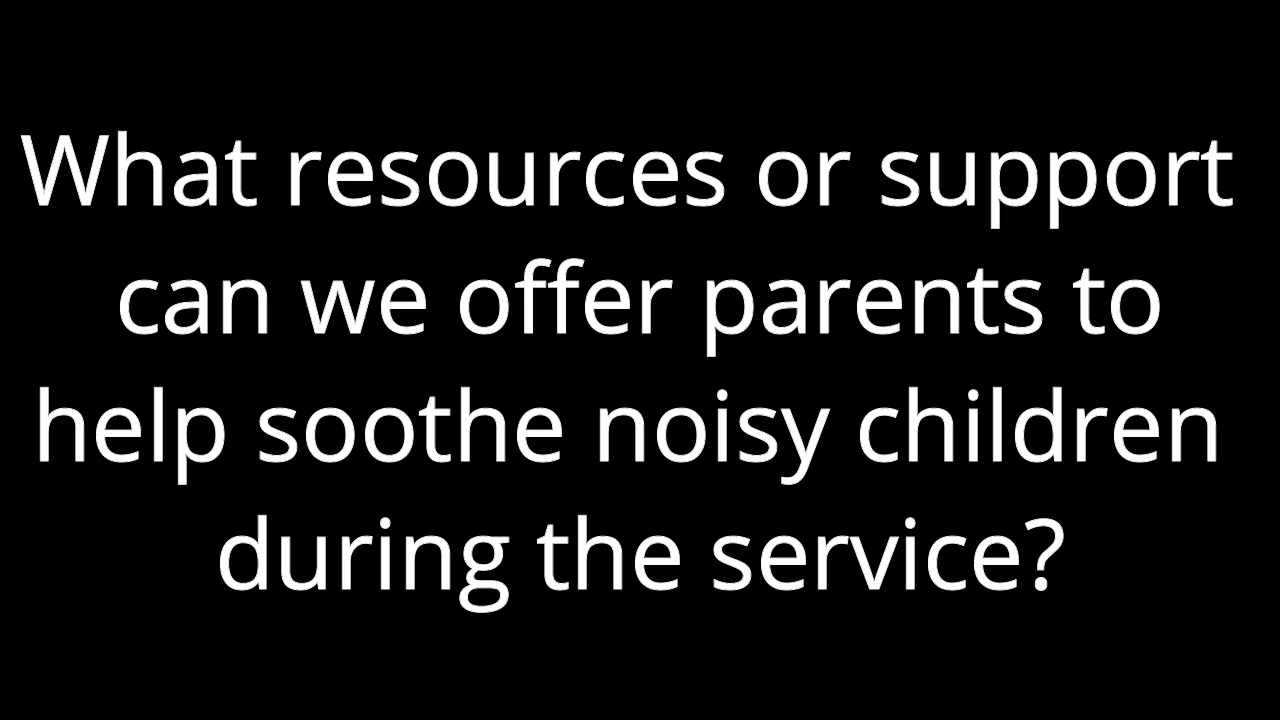 What resources or support
can we offer parents to
help soothe noisy children
during the service?